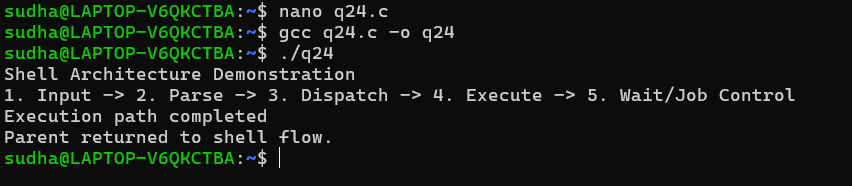 sudha@LAPTOP-V6QKCTBA:~$ nano q24.c
sudha@LAPTOP-V6QKCTBA:~$ gcc q24.c -o q24
sudha@LAPTOP-V6QKCTBA:~$ ./q24
Shell Architecture Demonstration
1. Input -> 2. Parse -> 3. Dispatch -> 4. Execute -> 5. Wait/Job Control
Execution path completed
Parent returned to shell flow.
sudha@LAPTOP-V6QKCTBA:~$